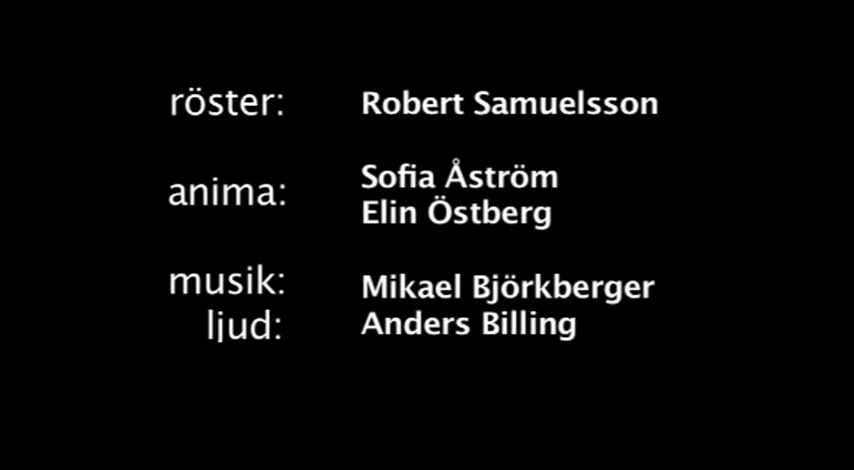 röster: Robert Samuelsson
anima: Sofia Åström
Elin Östberg
musik: Mikael Björkberger
ljud: Anders Billing